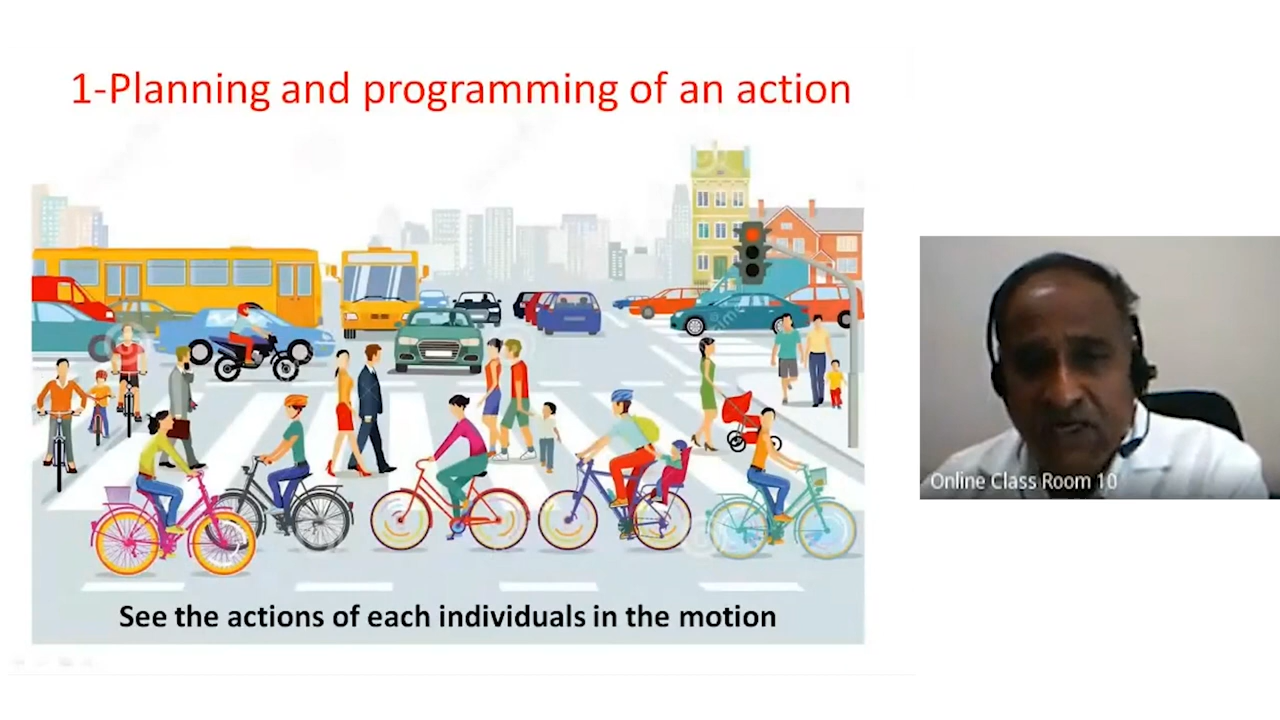 1-Planning and programming of an action
See the actions of each individuals in the motion
Online Class Room 10